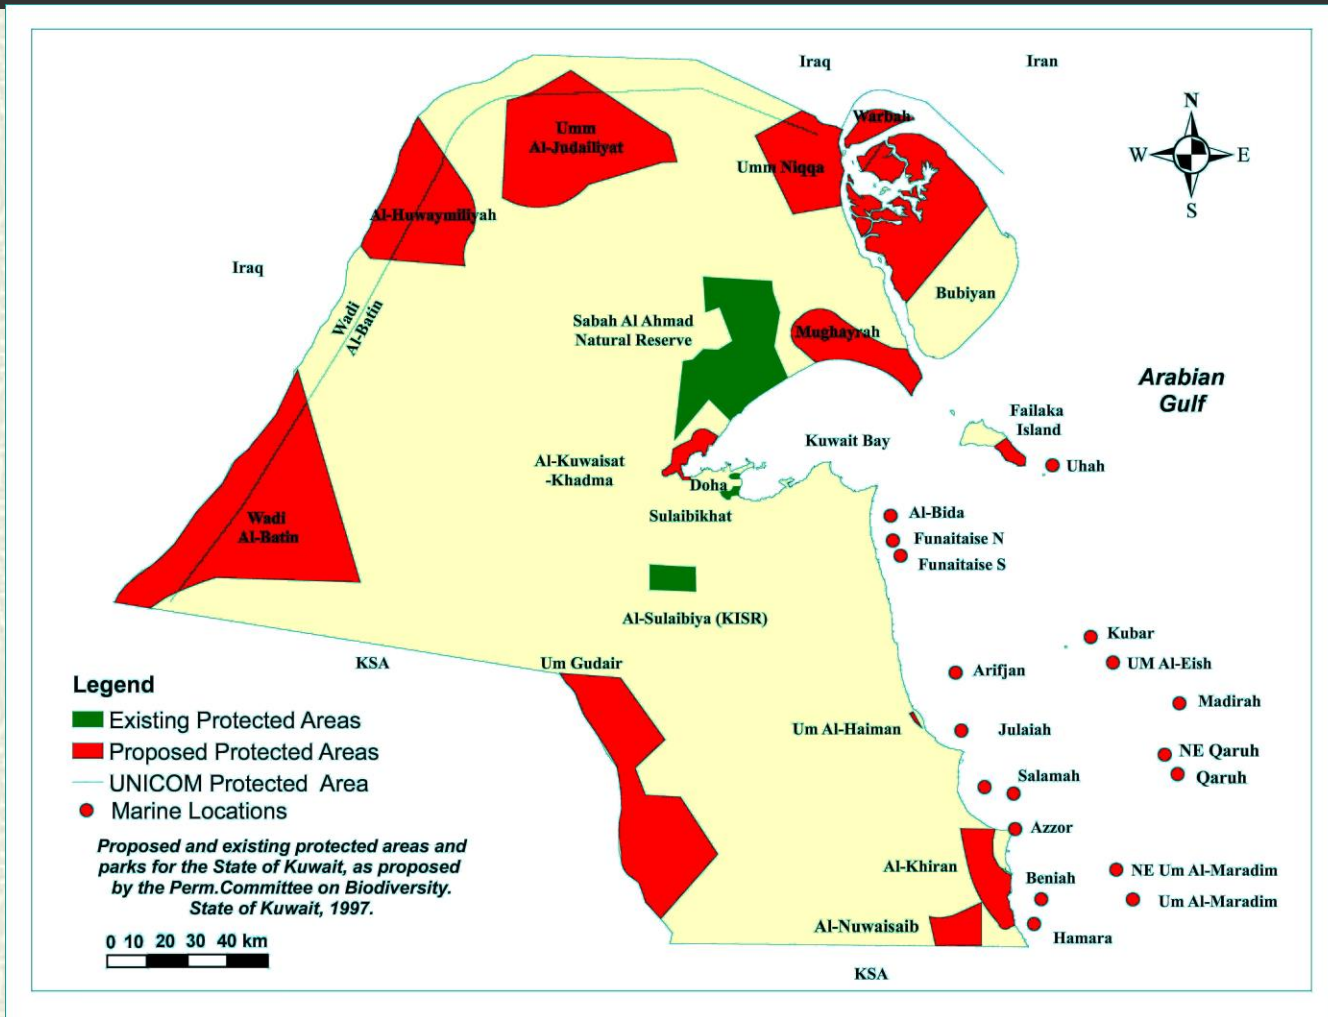 Iraq
Iran
N
W
E
S
Warbah
Umm
Al-Judailiyat
Umm Niqqa
Al-Huwaymiliyah
Iraq
Bubiyan
Wadi
Al-Batin
Sabah Al Ahmad
Natural Reserve
Mughayrah
Arabian
Gulf
Failaka
Island
Kuwait Bay
Uhah
Al-Kuwaisat
-Khadma
Doha
Sulaibikhat
Al-Bida
Funaitaise N
Funaitaise S
Wadi
Al-Batin
Al-Sulaibiya (KISR)
Kubar
UM Al-Eish
KSA
Um Gudair
Arifjan
Madirah
Um Al-Haiman
Julaiah
NE Qaruh
Qaruh
Salamah
Azzor
Al-Khiran
Beniah
NE Um Al-Maradim
Um Al-Maradim
Al-Nuwaisaib
Hamara
KSA
Legend
Existing Protected Areas
Proposed Protected Areas
UNICOM Protected Area
Marine Locations
Proposed and existing protected areas and
parks for the State of Kuwait, as proposed
by the Perm.Committee on Biodiversity.
State of Kuwait, 1997.
0 10 20 30 40 km